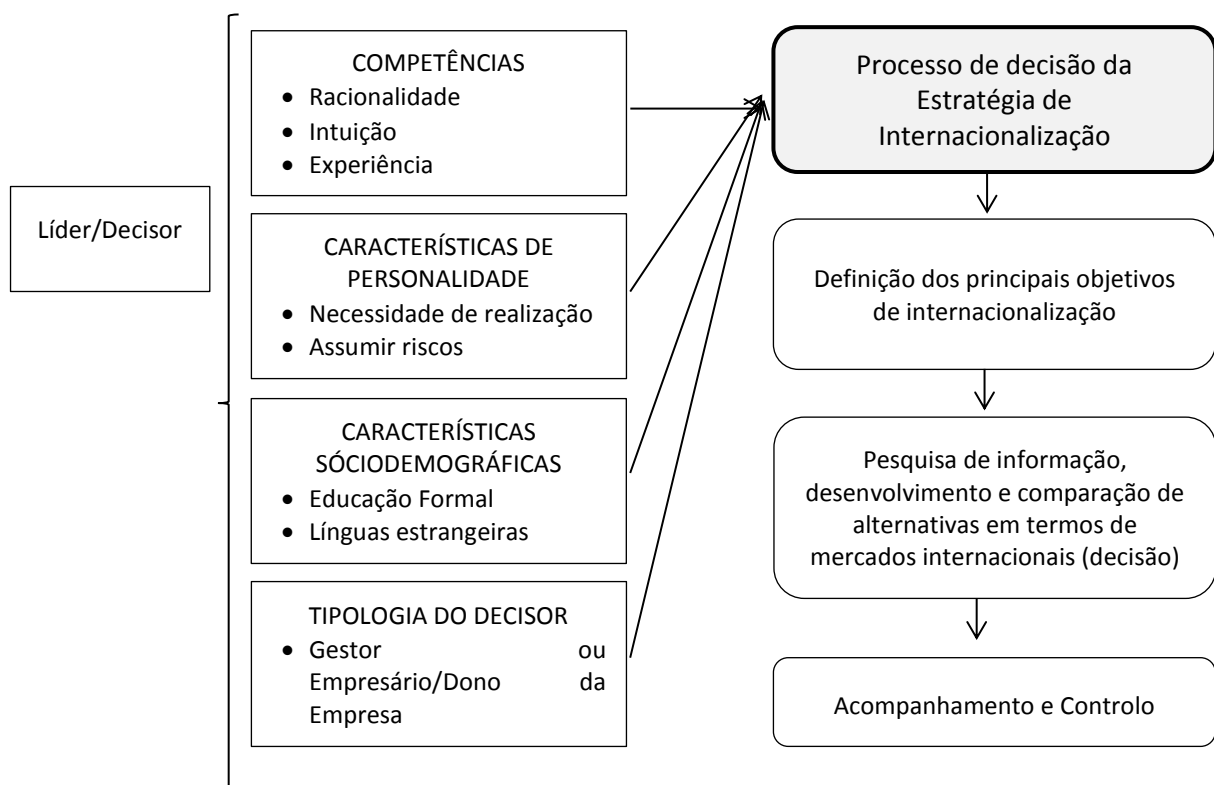 Líder/Decisor
COMPETÊNCIAS
• Racionalidade
• Intuição
• Experiência
CARACTERÍSTICAS DE
PERSONALIDADE
• Necessidade de realização
• Assumir riscos
CARACTERÍSTICAS
SÓCIODEMOGRÁFICAS
• Educação Formal
• Línguas estrangeiras
TIPOLOGIA DO DECISOR
• Gestor ou
Empresário/Dono da
Empresa
Processo de decisão da
Estratégia de
Internacionalização
Definição dos principais objetivos
de internacionalização
Pesquisa de informação,
desenvolvimento e comparação de
alternativas em termos de
mercados internacionais (decisão)
Acompanhamento e Controlo